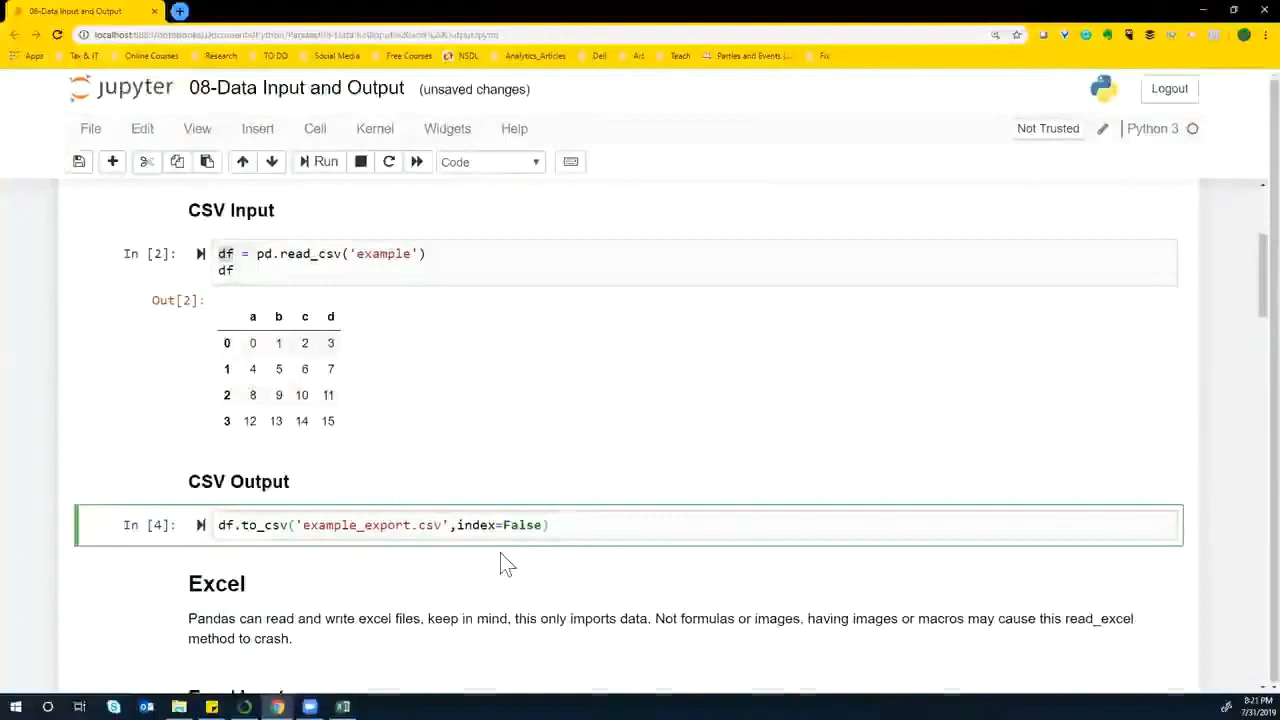 08-Data Input and Output
Apps Tax & IT Online Courses Research TO DO Social Media Free Courses NSDL Analytics_Articles Dell Art Teach Parties and Events Fix
jupyter 08-Data Input and Output (unsaved changes)
Logout
File Edit View Insert Cell Kernel Widgets Help
Not Trusted Python 3
Run Code
CSV Input
In [2]: df = pd.read_csv('example')
df
Out[2]:
a b c d
0 0 1 2 3
1 4 5 6 7
2 8 9 10 11
3 12 13 14 15
CSV Output
In [4]: df.to_csv('example_export.csv',index=False)
Excel
Pandas can read and write excel files, keep in mind, this only imports data. Not formulas or images, having images or macros may cause this read_excel
method to crash.
8:21 PM
7/31/2019